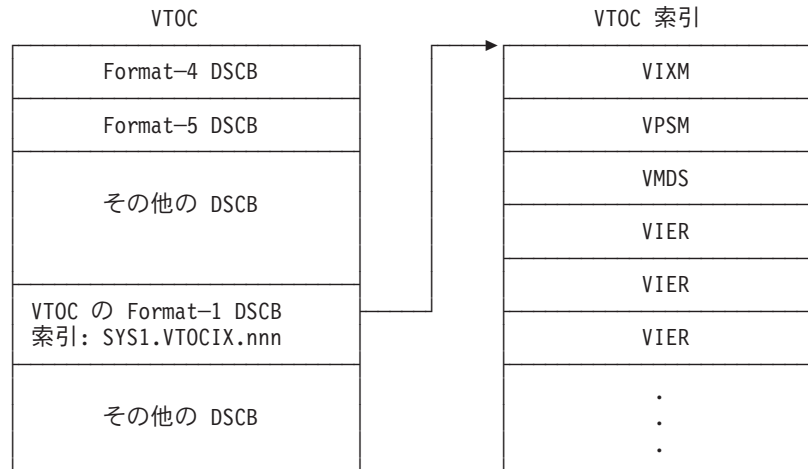 VTOC
Format—4 DSCB
Format—5 DSCB
その他の DSCB
VTOC の Format—1 DSCB
索引: SYS1.VTOCIX.nnn
その他の DSCB
VTOC 索引
VIXM
VPSM
VMDS
VIER
VIER
VIER
.
.
.